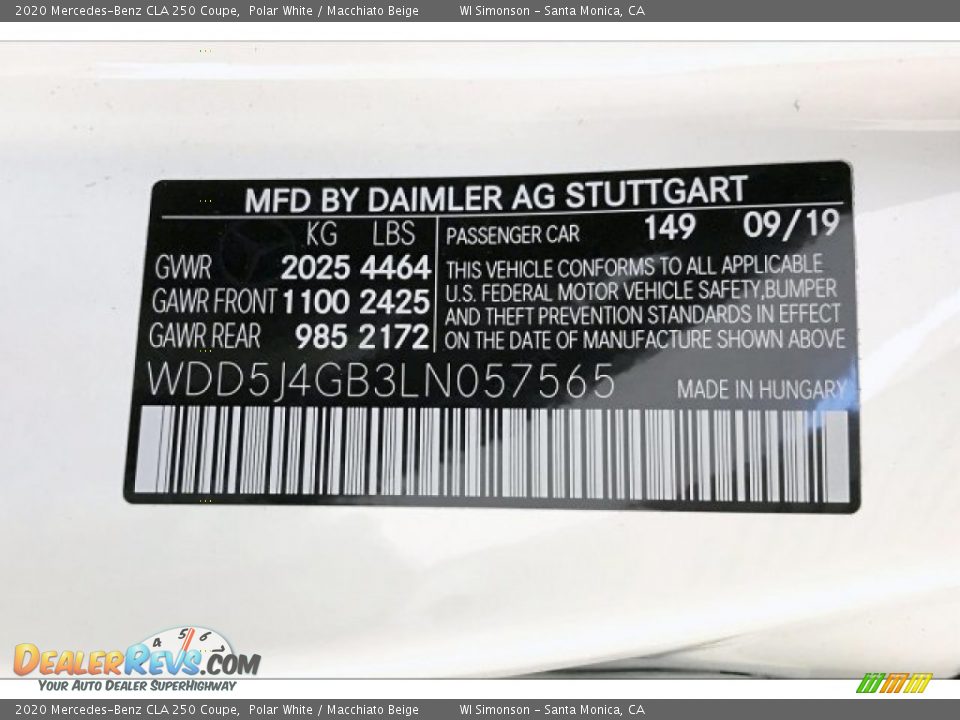 2020 Mercedes-Benz CLA 250 Coupe, Polar White / Macchiato Beige WI Simonson - Santa Monica, CA
MFD BY DAIMLER AG STUTTGART
KG LBS
GVWR 2025 4464
GAWR FRONT 1100 2425
GAWR REAR 985 2172
PASSENGER CAR 149 09/19
THIS VEHICLE CONFORMS TO ALL APPLICABLE
U.S. FEDERAL MOTOR VEHICLE SAFETY,BUMPER
AND THEFT PREVENTION STANDARDS IN EFFECT
ON THE DATE OF MANUFACTURE SHOWN ABOVE
WDD5J4GB3LN057565 MADE IN HUNGARY
4 5 6 7
DEALERREVS.COM
YOUR AUTO DEALER SUPERHIGHWAY
2020 Mercedes-Benz CLA 250 Coupe, Polar White / Macchiato Beige WI Simonson - Santa Monica, CA